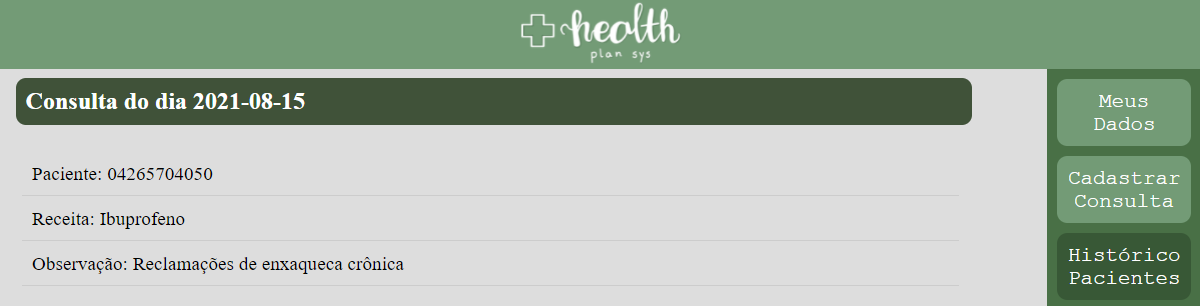 health
plan sys
Consulta do dia 2021-08-15
Paciente: 04265704050
Receita: Ibuprofeno
Observação: Reclamações de enxaqueca crônica
Meus
Dados
Cadastrar
Consulta
Histórico
Pacientes